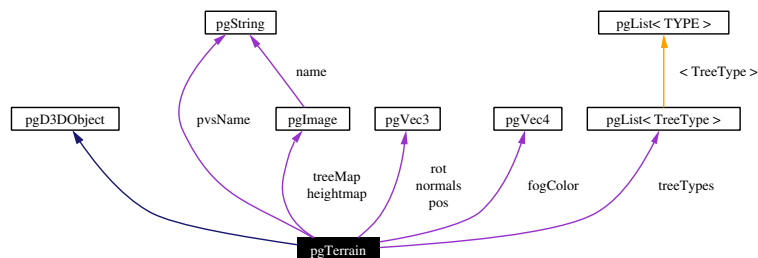 pgString
pgList< TYPE >
name
< TreeType >
pgD3DObject
pvsName
pgImage
pgVec3
pgVec4
pgList< TreeType >
treeMap
heightmap
rot
normals
pos
fogColor
treeTypes
pgTerrain